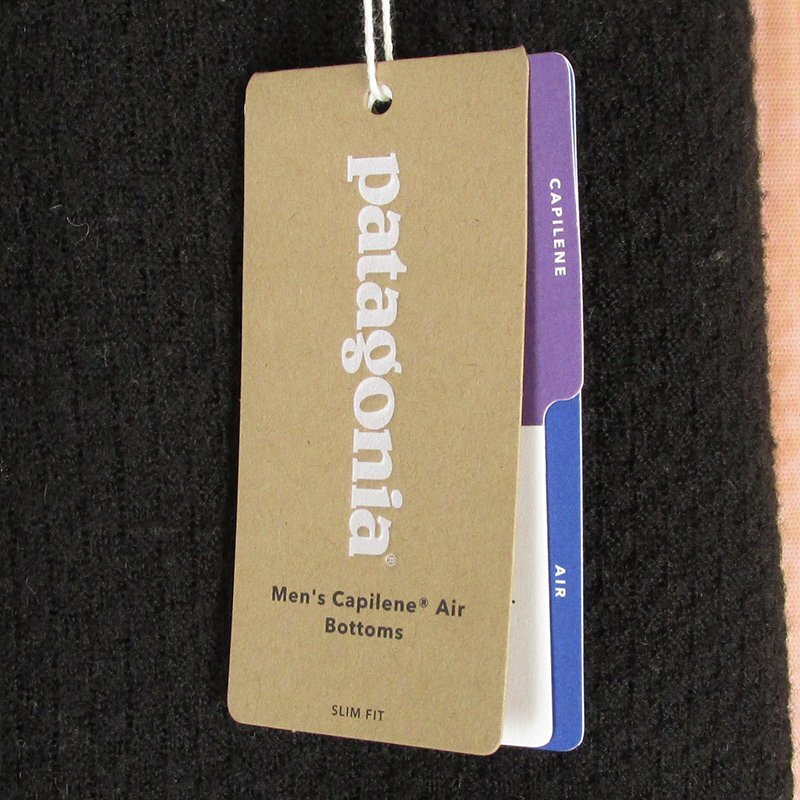 patagonia®
Men's Capilene® Air
Bottoms
SLIM FIT
CAPILENE
AIR